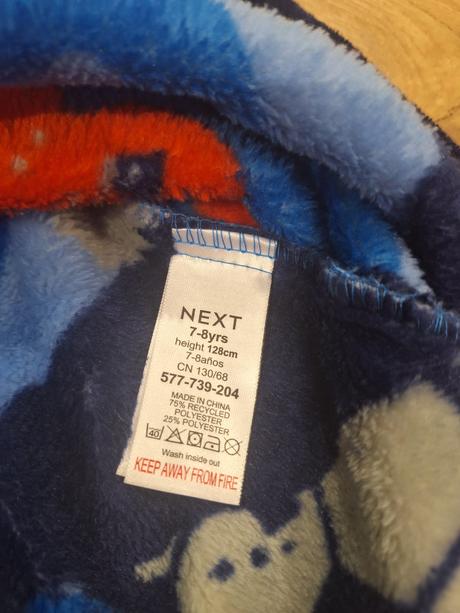 NEXT
7-8yrs
height 128cm
7-8años
CN 130/68
577-739-204
MADE IN CHINA
75% RECYCLED
POLYESTER
25% POLYESTER
40
Wash inside out
KEEP AWAY FROM FIRE